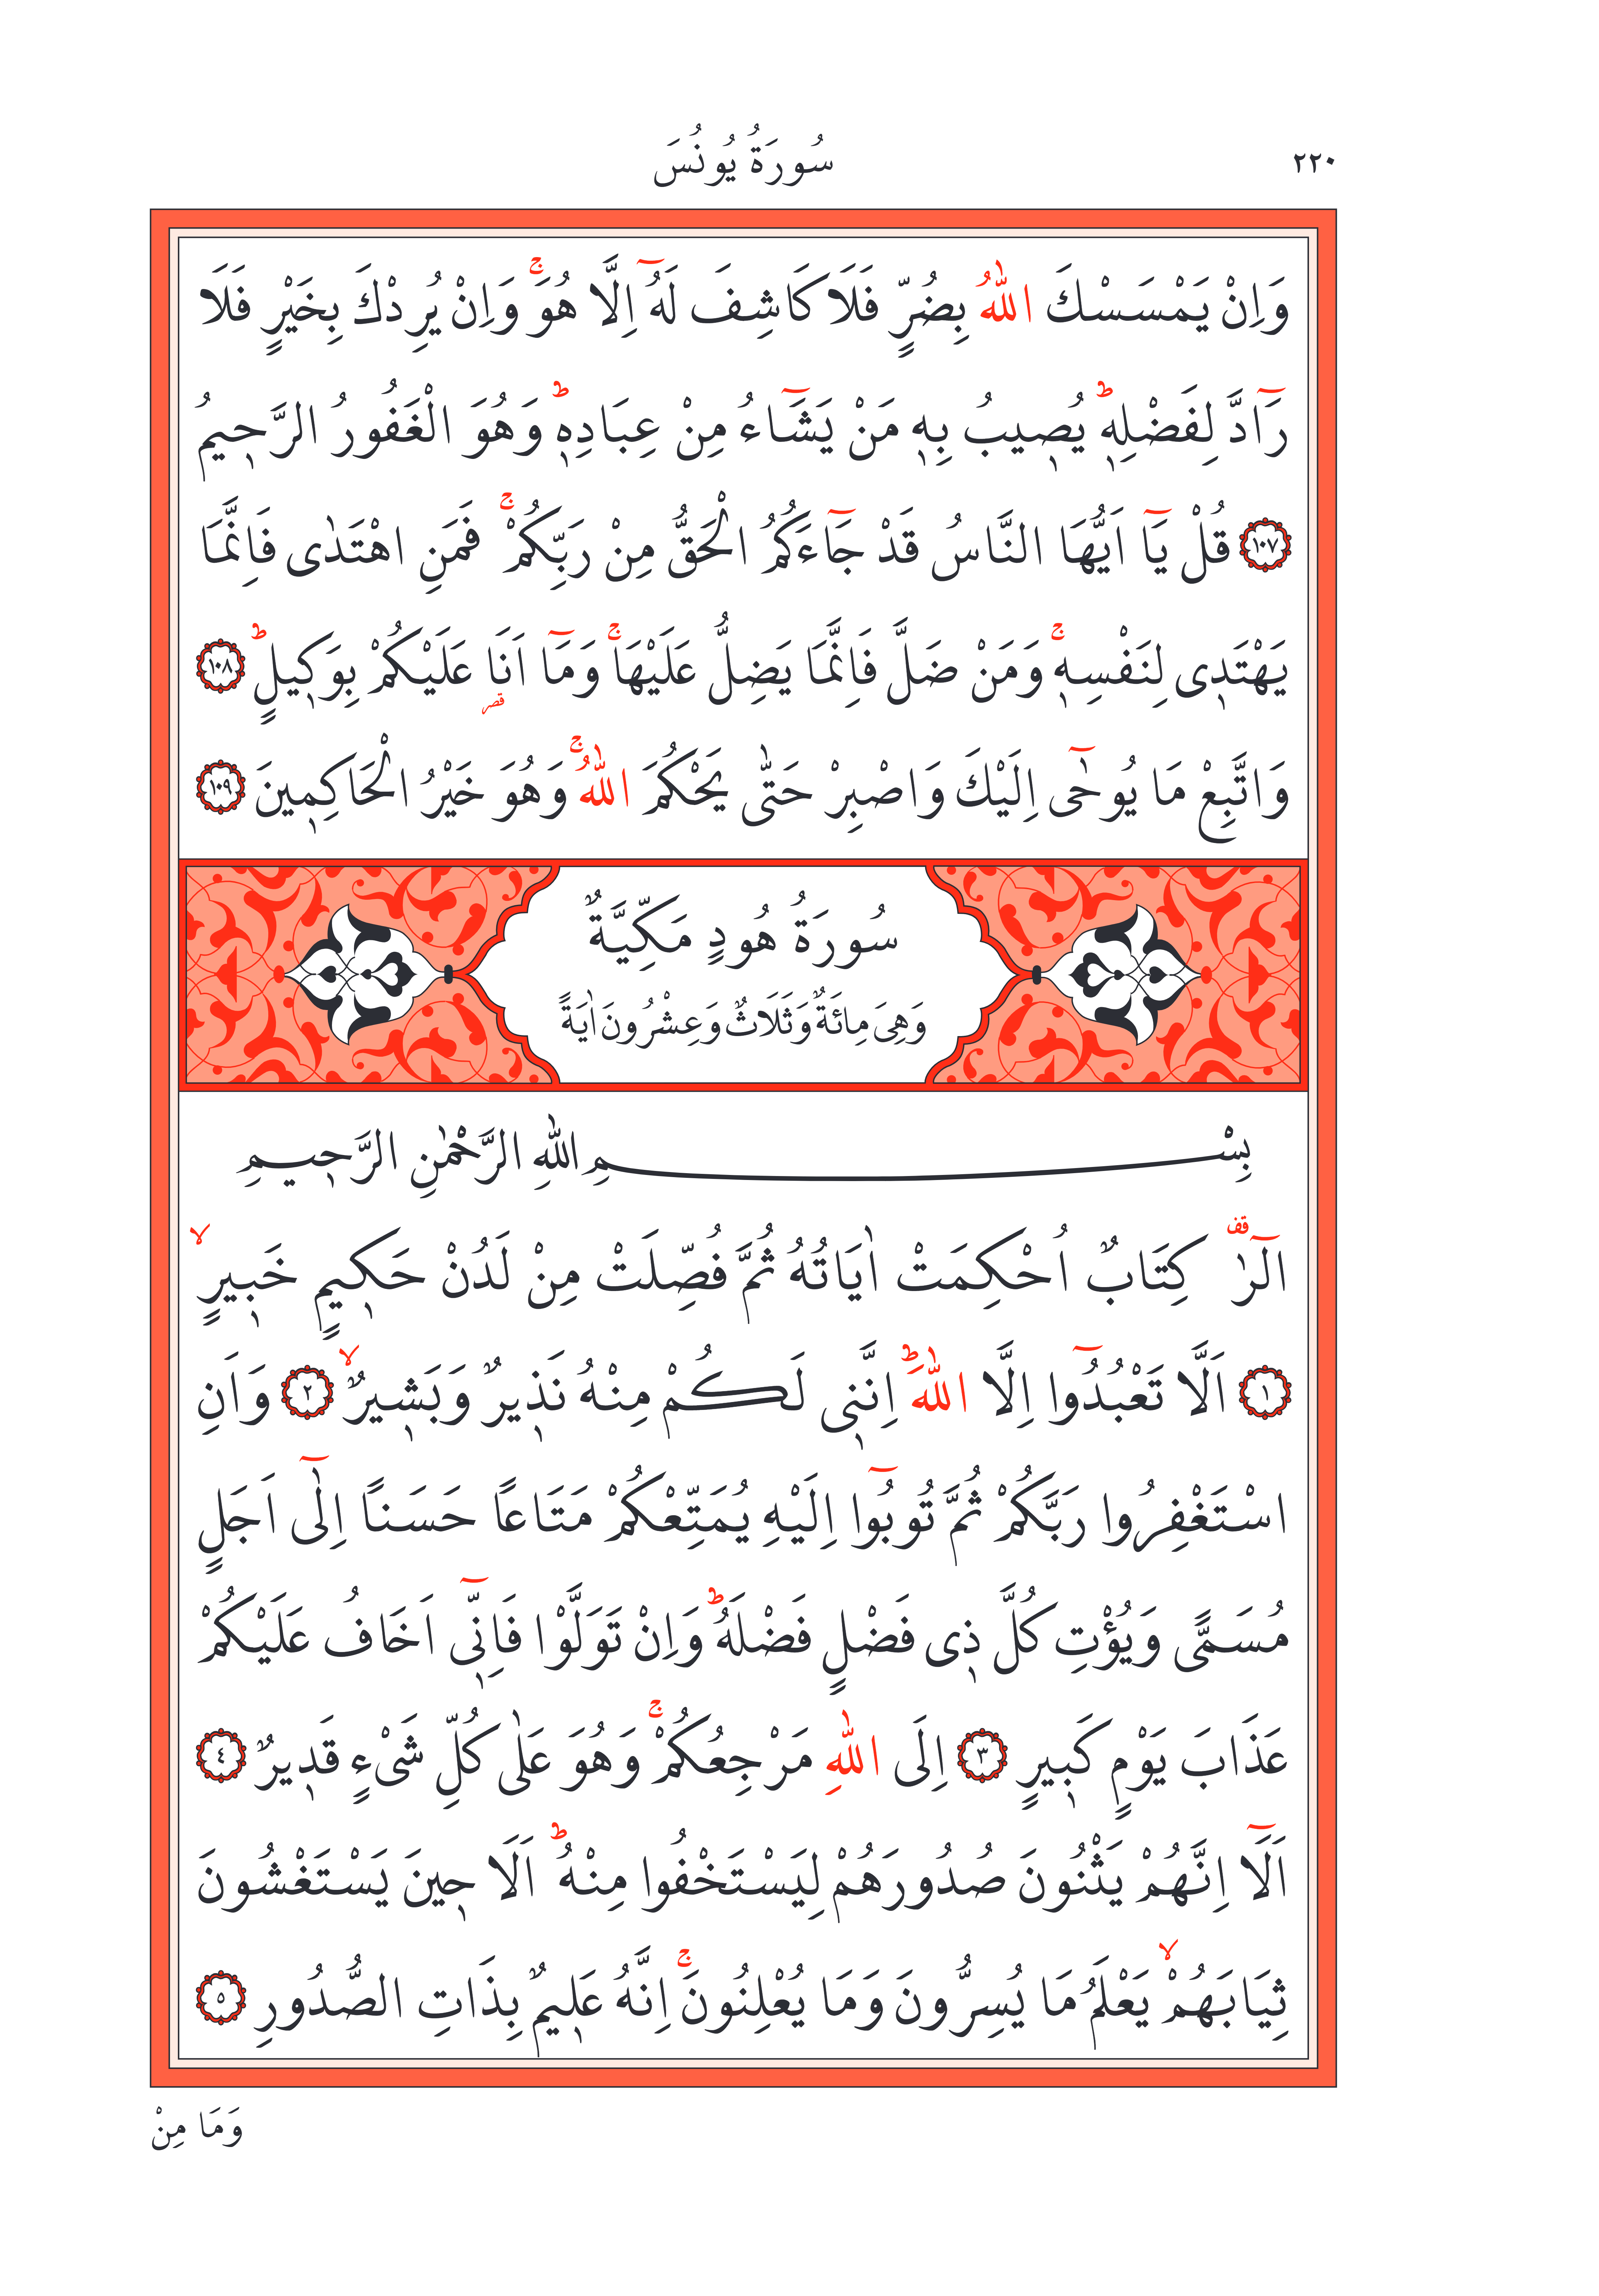 ٢٢٠
سُورَةُ يُونُسَ
وَاِنْ يَمْسَسْكَ اللّٰهُ بِضُرٍّ فَلَا كَاشِفَ لَهُٓ اِلَّا هُوَۚ وَاِنْ يُرِدْكَ بِخَيْرٍ فَلَا
رَٓادَّ لِفَضْلِه۪ؕ يُص۪يبُ بِه۪ مَنْ يَشَٓاءُ مِنْ عِبَادِه۪ؕ وَهُوَ الْغَفُورُ الرَّح۪يمُ
﴿١٠٧﴾ قُلْ يَٓا اَيُّهَا النَّاسُ قَدْ جَٓاءَكُمُ الْحَقُّ مِنْ رَبِّكُمْۚ فَمَنِ اهْتَدٰى فَاِنَّمَا
يَهْتَد۪ى لِنَفْسِه۪ۚ وَمَنْ ضَلَّ فَاِنَّمَا يَضِلُّ عَلَيْهَاۚ وَمَٓا اَنَا۬ قصر عَلَيْكُمْ بِوَك۪يلٍؕ ﴿١٠٨﴾
وَاتَّبِعْ مَا يُوحٰٓى اِلَيْكَ وَاصْبِرْ حَتّٰى يَحْكُمَ اللّٰهُۚ وَهُوَ خَيْرُ الْحَاكِم۪ينَ ﴿١٠٩﴾
سُورَةُ هُودٍ مَكِّيَّةٌ
وَهِيَ مِائَةٌ وَثَلَاثٌ وَعِشْرُونَ اٰيَةً
بِسْمِ اللّٰهِ الرَّحْمٰنِ الرَّح۪يمِ
الٓرٰ قف كِتَابٌ اُحْكِمَتْ اٰيَاتُهُ ثُمَّ فُصِّلَتْ مِنْ لَدُنْ حَك۪يمٍ خَب۪يرٍۙ
﴿١﴾ اَلَّا تَعْبُدُٓوا اِلَّا اللّٰهَؕ اِنَّن۪ى لَكُمْ مِنْهُ نَذ۪يرٌ وَبَش۪يرٌۙ ﴿٢﴾ وَاَنِ
اسْتَغْفِرُوا رَبَّكُمْ ثُمَّ تُوبُٓوا اِلَيْهِ يُمَتِّعْكُمْ مَتَاعًا حَسَنًا اِلٰٓى اَجَلٍ
مُسَمًّى وَيُؤْتِ كُلَّ ذ۪ى فَضْلٍ فَضْلَهُؕ وَاِنْ تَوَلَّوْا فَاِنّ۪ٓى اَخَافُ عَلَيْكُمْ
عَذَابَ يَوْمٍ كَب۪يرٍ ﴿٣﴾ اِلَى اللّٰهِ مَرْجِعُكُمْۚ وَهُوَ عَلٰى كُلِّ شَىْءٍ قَد۪يرٌ ﴿٤﴾
اَلَٓا اِنَّهُمْ يَثْنُونَ صُدُورَهُمْ لِيَسْتَخْفُوا مِنْهُؕ اَلَا ح۪ينَ يَسْتَغْشُونَ
ثِيَابَهُمْۙ يَعْلَمُ مَا يُسِرُّونَ وَمَا يُعْلِنُونَۚ اِنَّهُ عَل۪يمٌ بِذَاتِ الصُّدُورِ ﴿٥﴾
وَمَا مِنْ